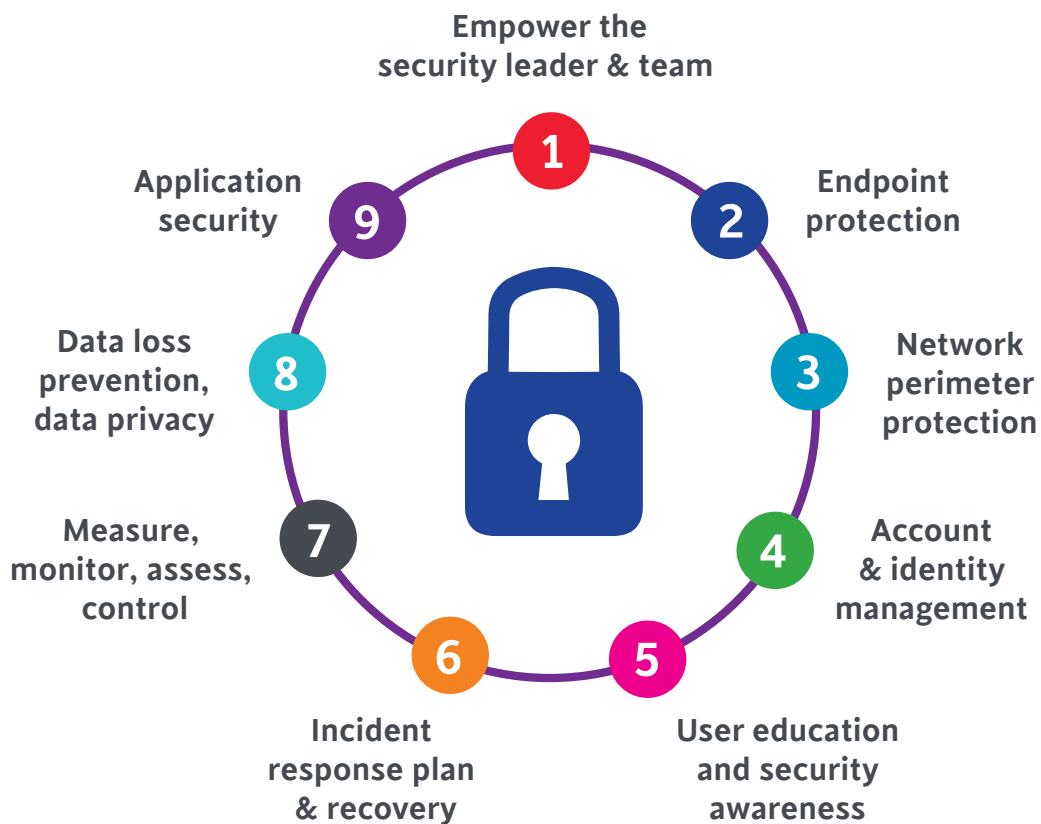 1
Empower the
security leader & team
2
Endpoint
protection
3
Network
perimeter
protection
4
Account
& identity
management
5
User education
and security
awareness
6
Incident
response plan
& recovery
7
Measure,
monitor, assess,
control
8
Data loss
prevention,
data privacy
9
Application
security